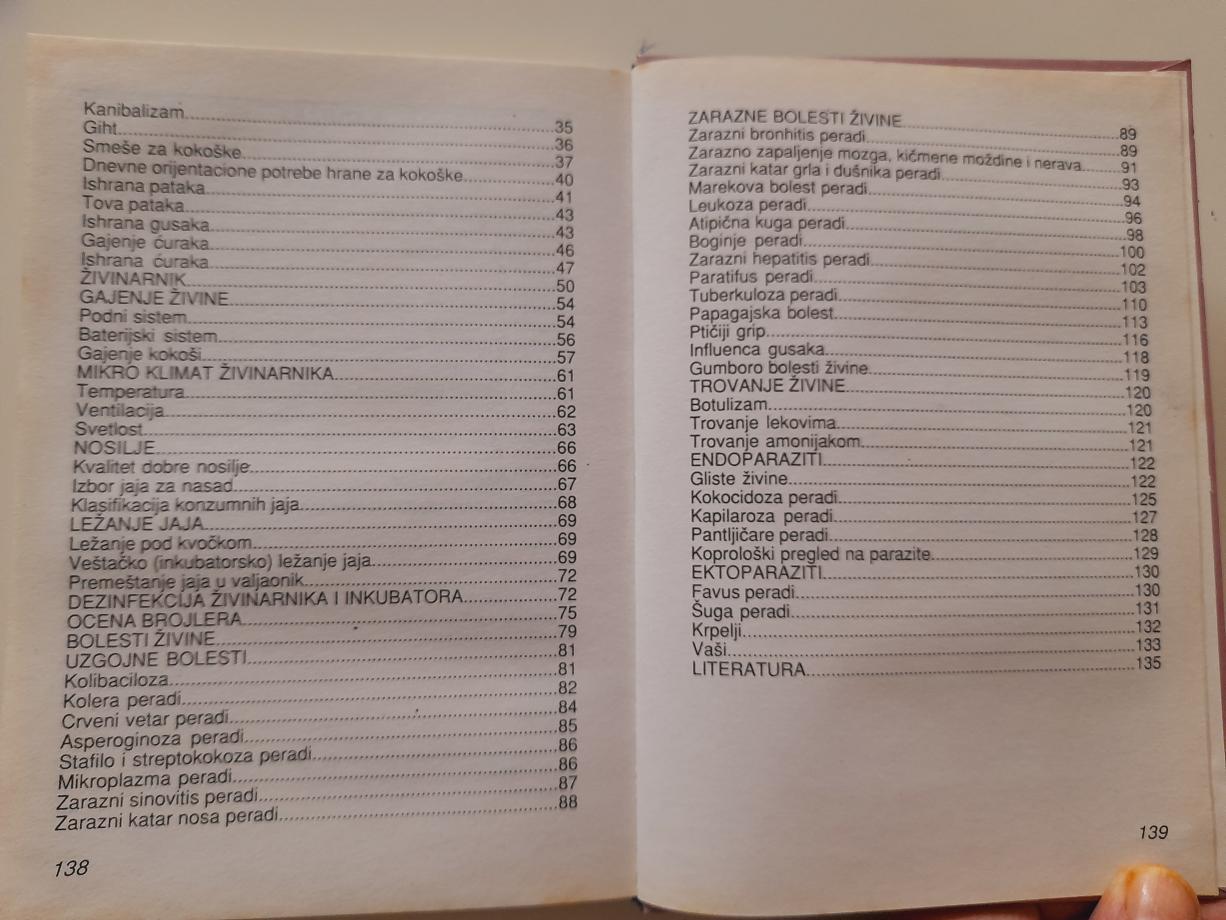 Kanibalizam....................35
Giht....................36
Smeše za kokoške....................37
Dnevne orijentacione potrebe hrane za kokoške....................40
Ishrana pataka....................41
Tova pataka....................43
Ishrana gusaka....................43
Gajenje ćuraka....................46
Ishrana ćuraka....................47
ŽIVINARNIK....................50
GAJENJE ŽIVINE....................54
Podni sistem....................54
Baterijski sistem....................56
Gajenje kokoši....................57
MIKRO KLIMAT ŽIVINARNIKA....................61
Temperatura....................61
Ventilacija....................62
Svetlost....................63
NOSILJE....................66
Kvalitet dobre nosilje....................66
Izbor jaja za nasad....................67
Klasifikacija konzumnih jaja....................68
LEŽANJE JAJA....................69
Ležanje pod kvočkom....................69
Veštačko (inkubatorsko) ležanje jaja....................69
Premeštanje jaja u valjaonik....................72
DEZINFEKCIJA ŽIVINARNIKA I INKUBATORA....................72
OCENA BROJLERA....................75
BOLESTI ŽIVINE....................79
UZGOJNE BOLESTI....................81
Kolibaciloza....................81
Kolera peradi....................82
Crveni vetar peradi....................84
Asperoginoza peradi....................85
Stafilo i streptokokoza peradi....................86
Mikroplazma peradi....................86
Zarazni sinovitis peradi....................87
Zarazni katar nosa peradi....................88
138
ZARAZNE BOLESTI ŽIVINE....................89
Zarazni bronhitis peradi....................89
Zarazno zapaljenje mozga, kičmene moždine i nerava....................91
Zarazni katar grla i dušnika peradi....................93
Marekova bolest peradi....................94
Leukoza peradi....................96
Atipična kuga peradi....................98
Boginje peradi....................100
Zarazni hepatitis peradi....................102
Paratifus peradi....................103
Tuberkuloza peradi....................110
Papagajska bolest....................113
Ptičiji grip....................116
Influenca gusaka....................118
Gumboro bolesti živine....................119
TROVANJE ŽIVINE....................120
Botulizam....................120
Trovanje lekovima....................121
Trovanje amonijakom....................121
ENDOPARAZITI....................122
Gliste živine....................122
Kokocidoza peradi....................125
Kapilaroza peradi....................127
Pantljičare peradi....................128
Koprološki pregled na parazite....................129
EKTOPARAZITI....................130
Favus peradi....................130
Šuga peradi....................131
Krpelji....................132
Vaši....................133
LITERATURA....................135
139